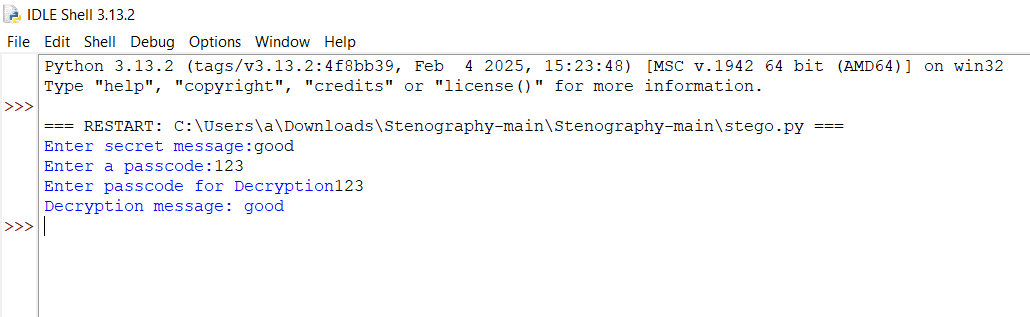 IDLE Shell 3.13.2
File Edit Shell Debug Options Window Help
Python 3.13.2 (tags/v3.13.2:4f8bb39, Feb  4 2025, 15:23:48) [MSC v.1942 64 bit (AMD64)] on win32
Type "help", "copyright", "credits" or "license()" for more information.
>>>
=== RESTART: C:\Users\a\Downloads\Stenography-main\Stenography-main\stego.py ===
Enter secret message:good
Enter a passcode:123
Enter passcode for Decryption123
Decryption message: good
>>>